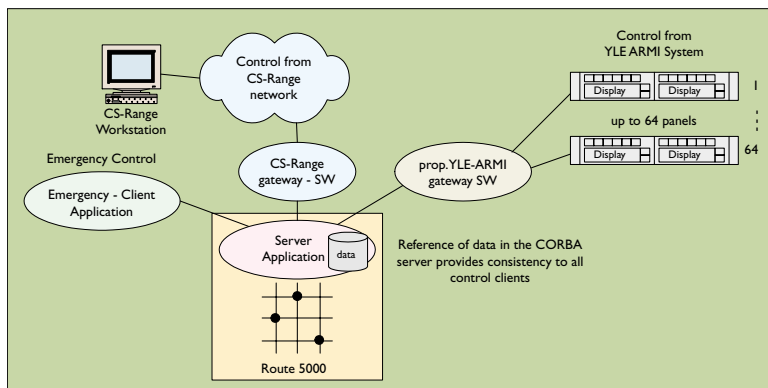 Control from
YLE ARMI System
Control from
CS-Range
network
CS-Range
Workstation
Display
Display
1
up to 64 panels
Display
Display
64
Emergency Control
CS-Range
gateway - SW
prop.YLE-ARMI
gateway SW
Emergency - Client
Application
Server
Application
data
Reference of data in the CORBA
server provides consistency to all
control clients
Route 5000